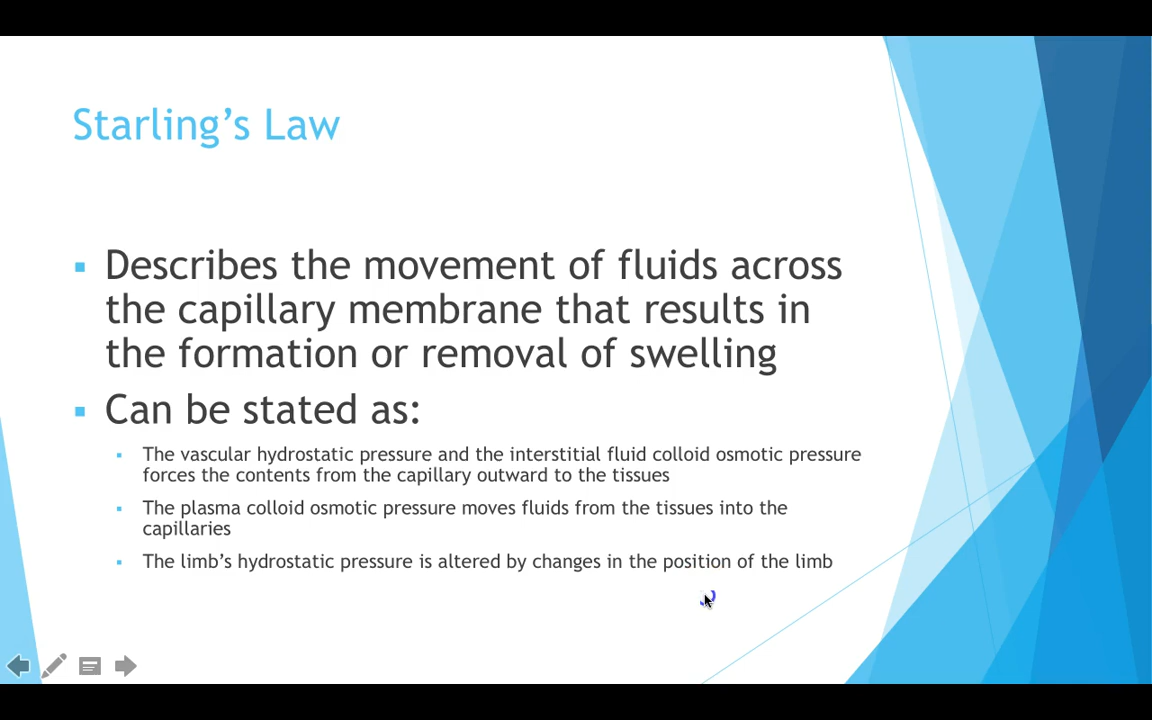 Starling’s Law
Describes the movement of fluids across
the capillary membrane that results in
the formation or removal of swelling
Can be stated as:
The vascular hydrostatic pressure and the interstitial fluid colloid osmotic pressure
forces the contents from the capillary outward to the tissues
The plasma colloid osmotic pressure moves fluids from the tissues into the
capillaries
The limb’s hydrostatic pressure is altered by changes in the position of the limb